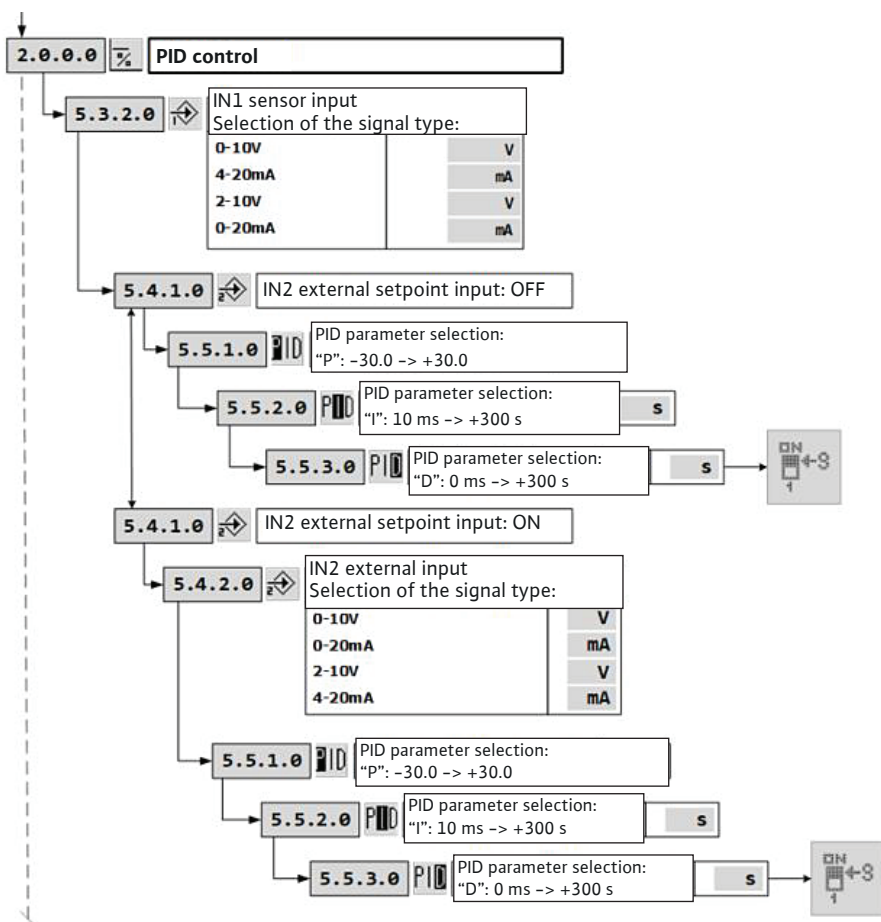 2.0.0.0 PID control
5.3.2.0 1 IN1 sensor input
Selection of the signal type:
0-10V V
4-20mA mA
2-10V V
0-20mA mA
5.4.1.0 2 IN2 external setpoint input: OFF
5.5.1.0 PID PID parameter selection:
“P”: –30.0 –> +30.0
5.5.2.0 PID PID parameter selection:
“I”: 10 ms –> +300 s s
5.5.3.0 PID PID parameter selection:
“D”: 0 ms –> +300 s s
ON
S
1
5.4.1.0 2 IN2 external setpoint input: ON
5.4.2.0 2 IN2 external input
Selection of the signal type:
0-10V V
0-20mA mA
2-10V V
4-20mA mA
5.5.1.0 PID PID parameter selection:
“P”: –30.0 –> +30.0
5.5.2.0 PID PID parameter selection:
“I”: 10 ms –> +300 s s
5.5.3.0 PID PID parameter selection:
“D”: 0 ms –> +300 s s
ON
S
1